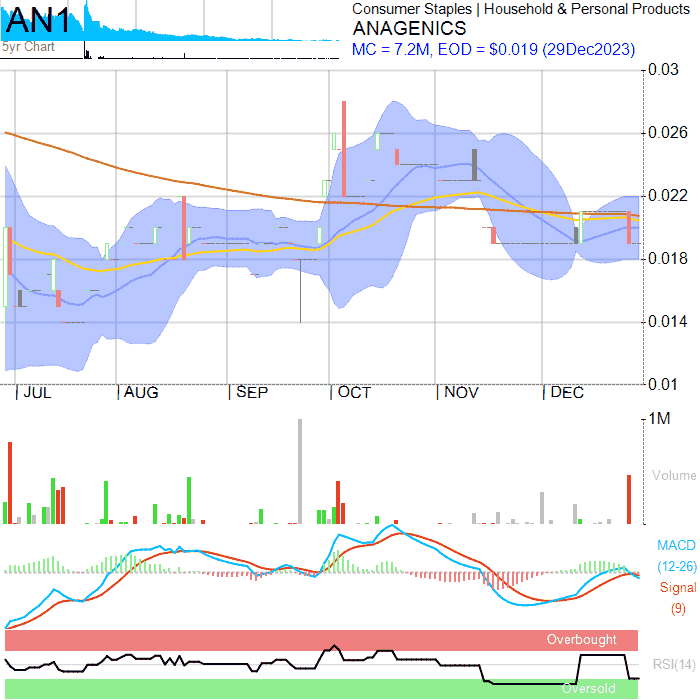 AN1
5yr Chart
Consumer Staples | Household & Personal Products
ANAGENICS
MC = 7.2M, EOD = $0.019 (29Dec2023)
0.03
0.026
0.022
0.018
0.014
0.01
JUL AUG SEP OCT NOV DEC
1M
Volume
MACD
(12-26)
Signal
(9)
Overbought
RSI(14)
Oversold